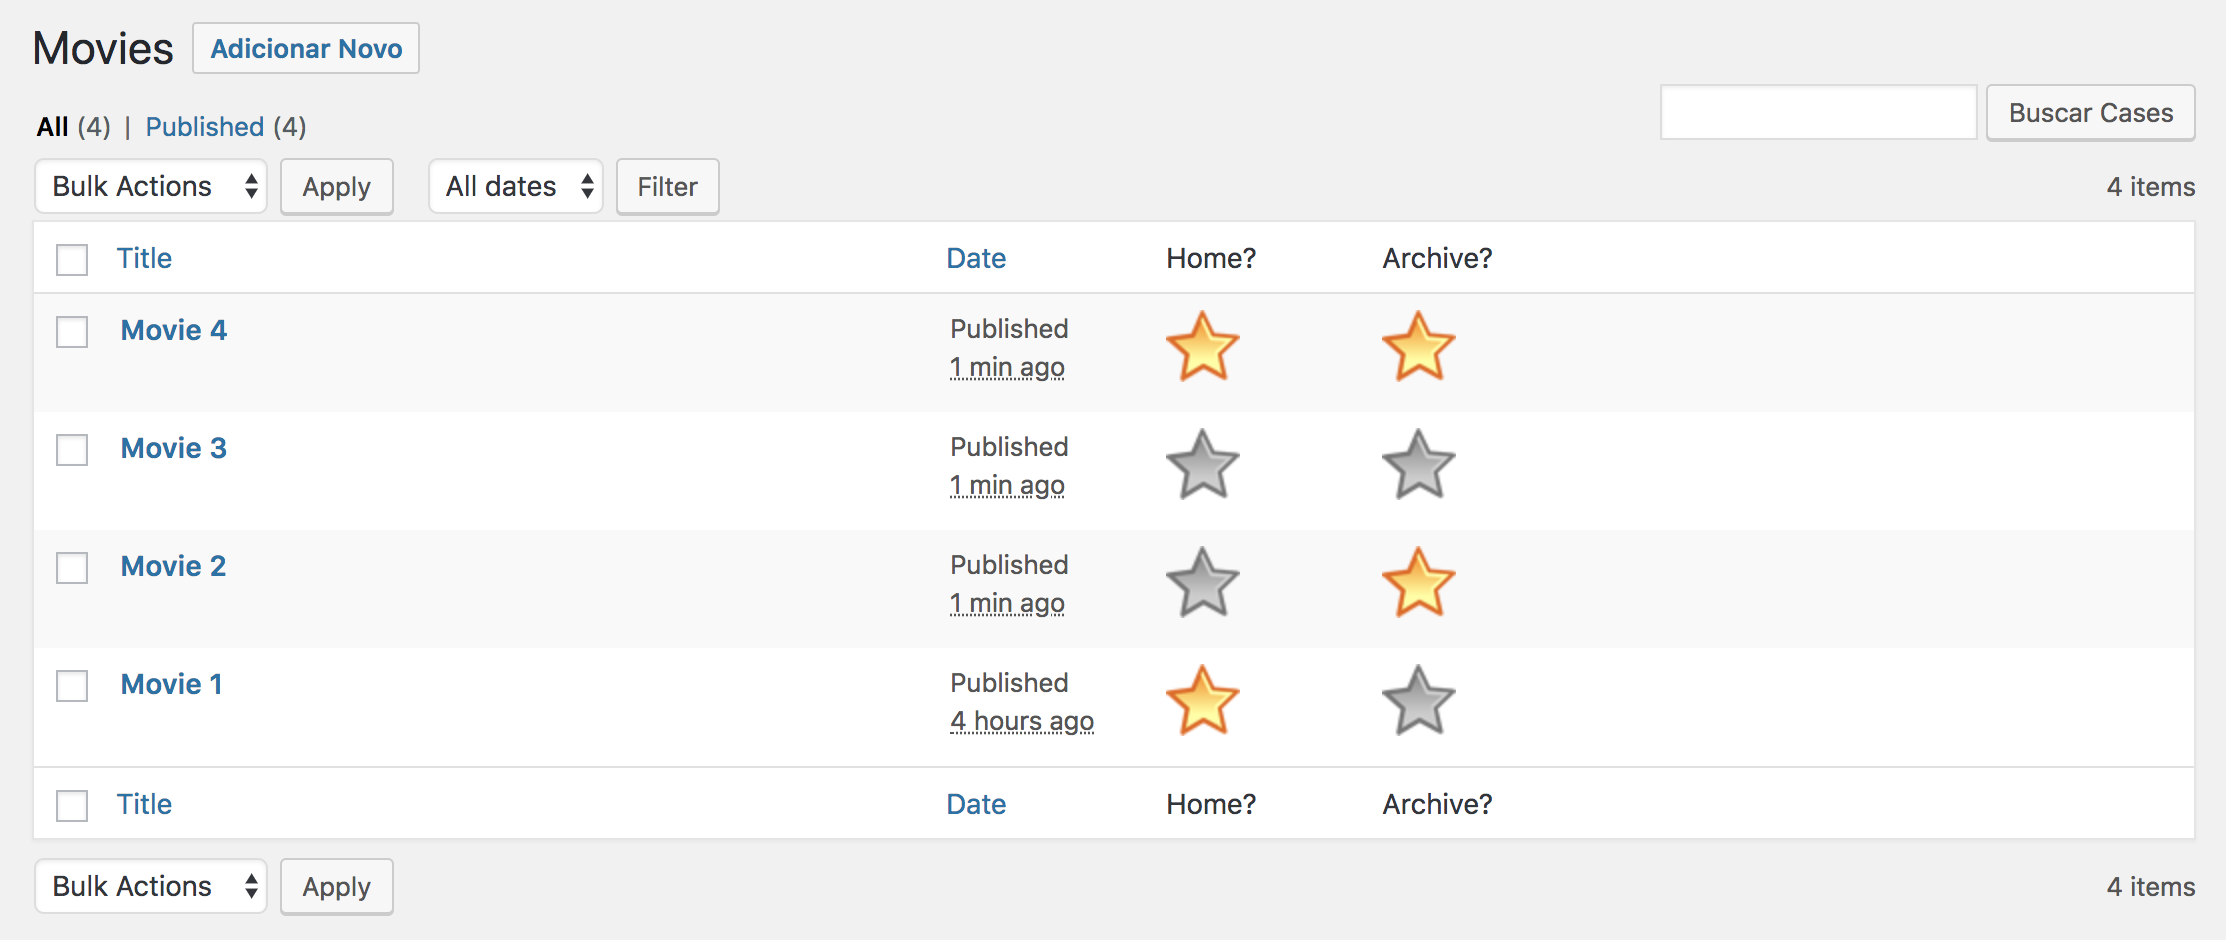 Movies Adicionar Novo
All (4) | Published (4)
Buscar Cases
Bulk Actions Apply All dates Filter 4 items
Title Date Home? Archive?
Movie 4 Published
1 min ago
Movie 3 Published
1 min ago
Movie 2 Published
1 min ago
Movie 1 Published
4 hours ago
Title Date Home? Archive?
Bulk Actions Apply 4 items